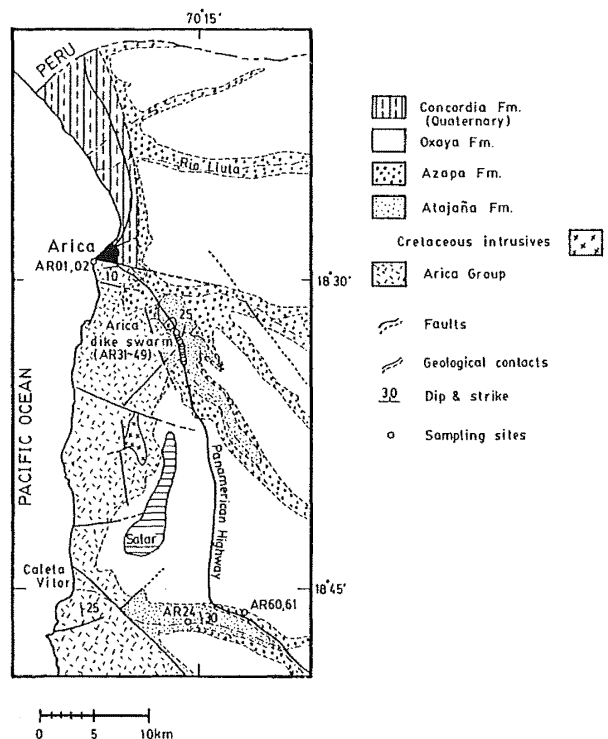 70°15'
PERU
Rio Lluta
Arica
AR01,02
10
18°30'
25
Arica
dike swarm
(AR31-49)
PACIFIC OCEAN
Panamerican Highway
Salar
Caleta
Vitor
18°45'
25
AR24
30
AR60,61
0 5 10km
Concordia Fm.
(Quaternary)
Oxaya Fm.
Azapa Fm.
Atajaña Fm.
Cretaceous intrusives
Arica Group
Faults
Geological contacts
30 Dip & strike
Sampling sites